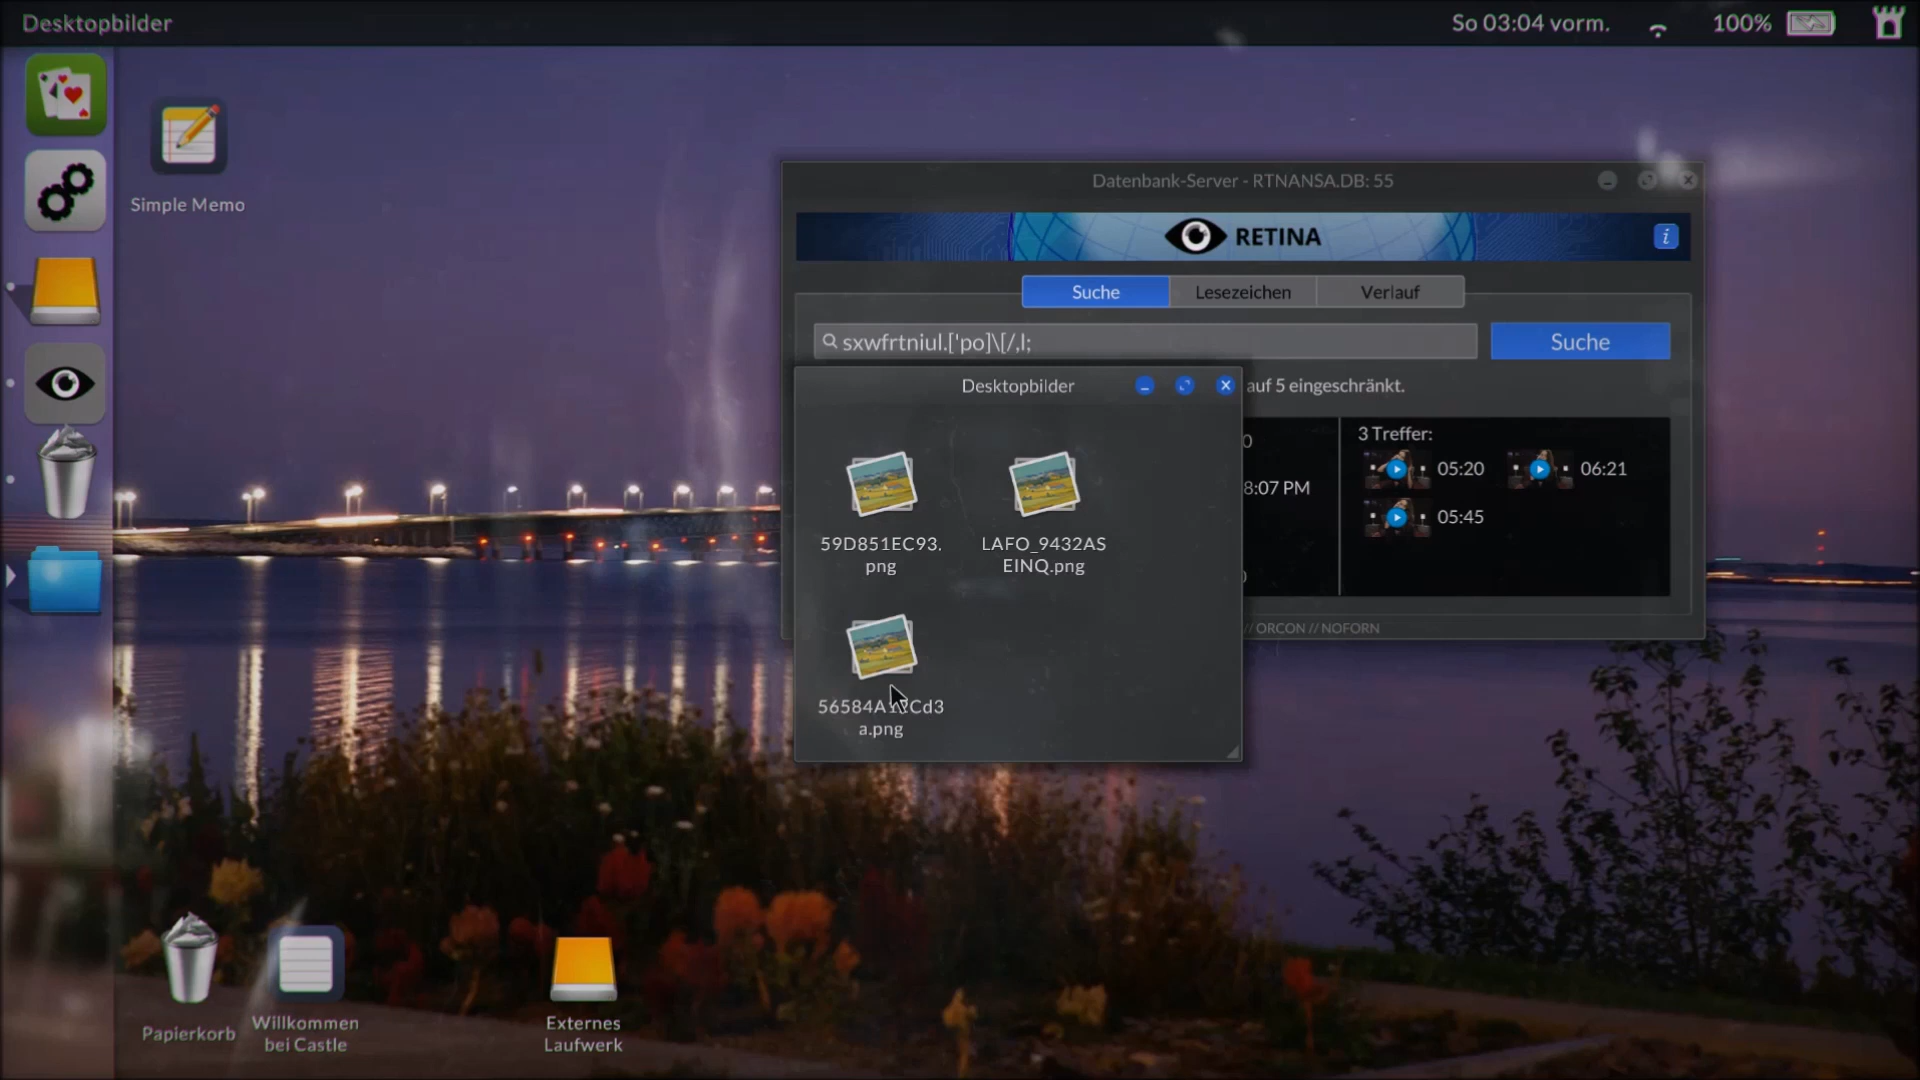 Desktopbilder
So 03:04 vorm.
100%
Simple Memo
Datenbank-Server - RTNANSA.DB: 55
RETINA
i
Suche
Lesezeichen
Verlauf
sxwfrtniul.['po]\[/,l;
Suche
Desktopbilder
auf 5 eingeschränkt.
59D851EC93.
png
LAFO_9432AS
EINQ.png
a.png
8:07 PM
3 Treffer:
05:20
06:21
05:45
// ORCON // NOFORN
Papierkorb
Willkommen
bei Castle
Externes
Laufwerk